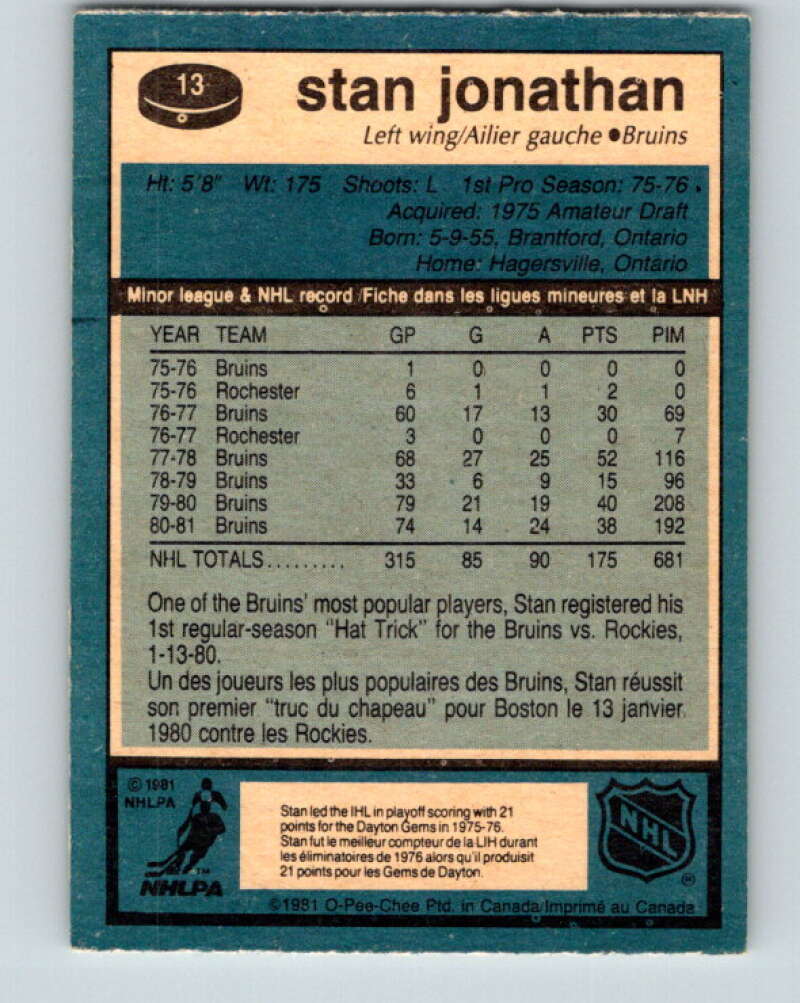 13
stan jonathan
Left wing/Ailier gauche ●Bruins
Ht: 5'8" Wt: 175 Shoots: L 1st Pro Season: 75-76
Acquired: 1975 Amateur Draft
Born: 5-9-55, Brantford, Ontario
Home: Hagersville, Ontario
Minor league & NHL record/Fiche dans les ligues mineures et la LNH
YEAR TEAM GP G A PTS PIM
75-76 Bruins 1 0 0 0 0
75-76 Rochester 6 1 1 2 0
76-77 Bruins 60 17 13 30 69
76-77 Rochester 3 0 0 0 7
77-78 Bruins 68 27 25 52 116
78-79 Bruins 33 6 9 15 96
79-80 Bruins 79 21 19 40 208
80-81 Bruins 74 14 24 38 192
NHL TOTALS......... 315 85 90 175 681
One of the Bruins' most popular players, Stan registered his
1st regular-season "Hat Trick" for the Bruins vs. Rockies,
1-13-80.
Un des joueurs les plus populaires des Bruins, Stan réussit
son premier "truc du chapeau" pour Boston le 13 janvier
1980 contre les Rockies.
© 1981
NHLPA
Stan led the IHL in playoff scoring with 21
points for the Dayton Gems in 1975-76.
Stan fut le meilleur compteur de la LIH durant
les éliminatoires de 1976 alors qu'il produisit
21 points pour les Gems de Dayton.
NHL
TM
NHLPA
©1981 O-Pee-Chee Ptd. in Canada/Imprimé au Canada